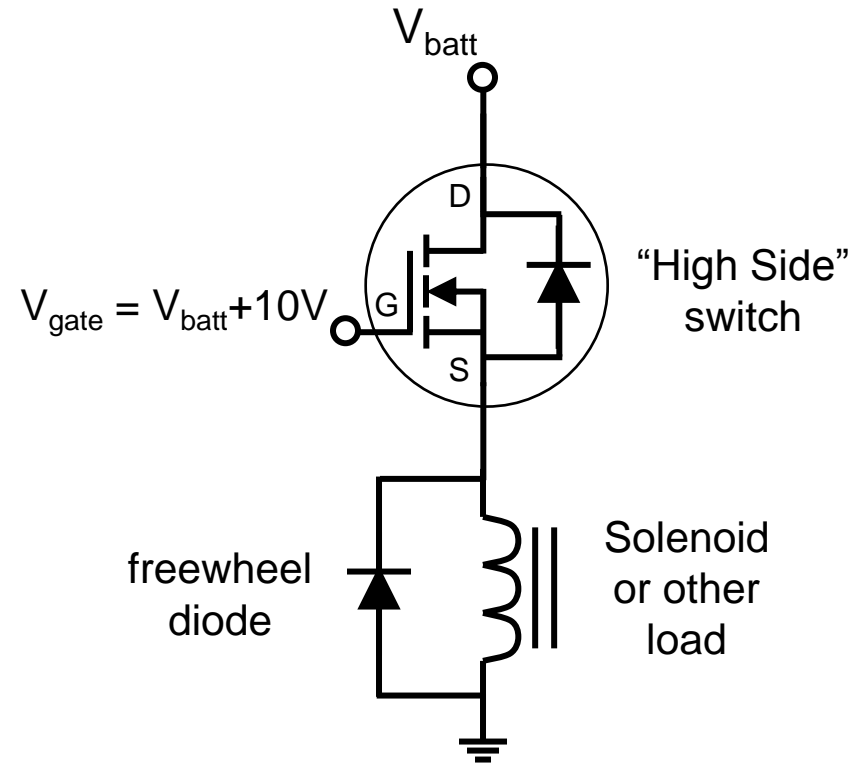 V_batt
D
“High Side”
switch
V_gate = V_batt+10V
G
S
freewheel
diode
Solenoid
or other
load